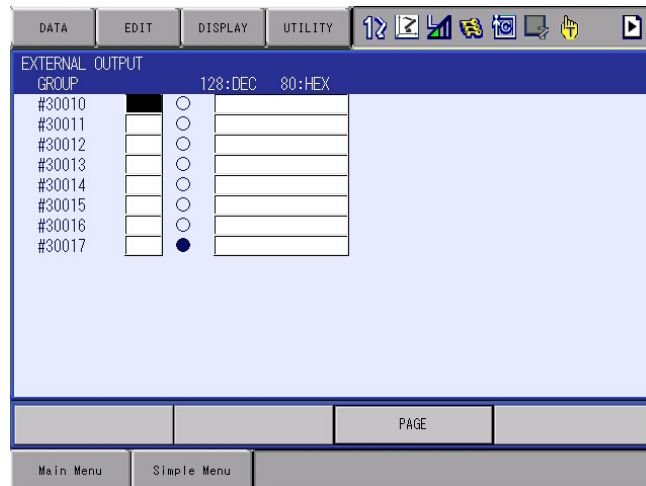 DATA EDIT DISPLAY UTILITY
EXTERNAL OUTPUT
GROUP 128:DEC 80:HEX
#30010
#30011
#30012
#30013
#30014
#30015
#30016
#30017
PAGE
Main Menu Simple Menu